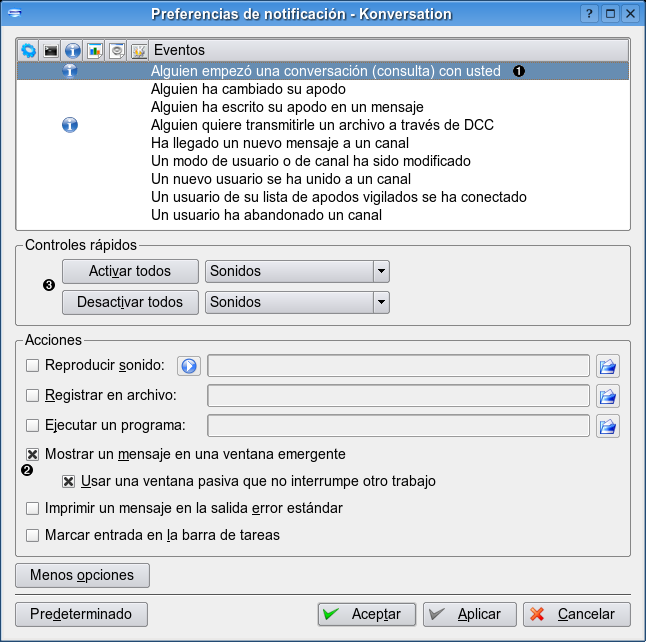 Preferencias de notificación - Konversation
Eventos
Alguien empezó una conversación (consulta) con usted 1
Alguien ha cambiado su apodo
Alguien ha escrito su apodo en un mensaje
Alguien quiere transmitirle un archivo a través de DCC
Ha llegado un nuevo mensaje a un canal
Un modo de usuario o de canal ha sido modificado
Un nuevo usuario se ha unido a un canal
Un usuario de su lista de apodos vigilados se ha conectado
Un usuario ha abandonado un canal
Controles rápidos
Activar todos Sonidos
3
Desactivar todos Sonidos
Acciones
Reproducir sonido:
Registrar en archivo:
Ejecutar un programa:
Mostrar un mensaje en una ventana emergente
2
Usar una ventana pasiva que no interrumpe otro trabajo
Imprimir un mensaje en la salida error estándar
Marcar entrada en la barra de tareas
Menos opciones
Predeterminado Aceptar Aplicar Cancelar